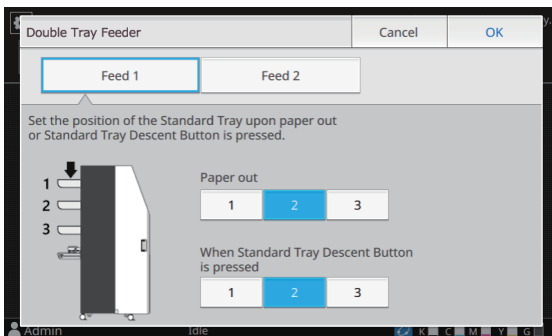 Double Tray Feeder
Cancel
OK
Feed 1
Feed 2
Set the position of the Standard Tray upon paper out
or Standard Tray Descent Button is pressed.
1
2
3
Paper out
1 2 3
When Standard Tray Descent Button
is pressed
1 2 3
Admin Idle K C M Y G